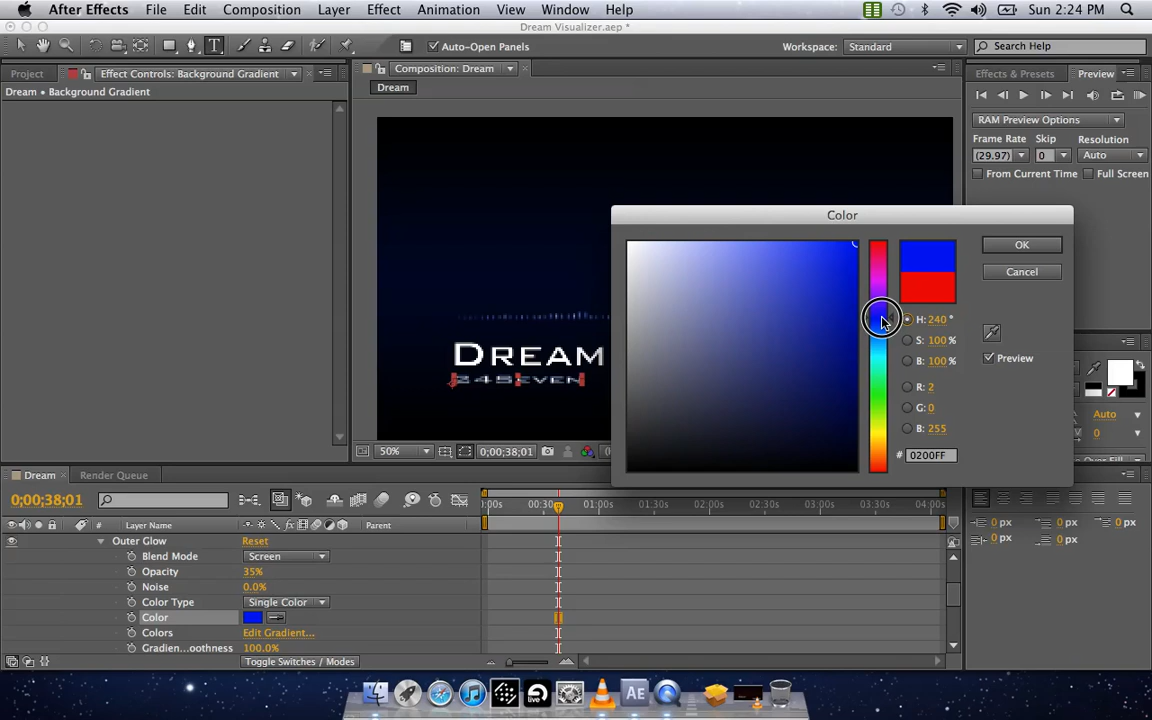 After Effects File Edit Composition Layer Effect Animation View Window Help Sun 2:24 PM
Dream Visualizer.aep *
T Auto-Open Panels Workspace: Standard Search Help
Project Effect Controls: Background Gradient Composition: Dream Effects & Presets Preview
Dream • Background Gradient Dream
RAM Preview Options
Frame Rate Skip Resolution
(29.97) 0 Auto
From Current Time Full Screen
Color
OK
Cancel
H: 240 °
S: 100 %
B: 100 %
Preview
R: 2
G: 0
B: 255
# 0200FF
DREAM
24SEVEN
Auto
0
50% 0;00;38;01
Dream Render Queue
0;00;38;01
0:00s 00:30s 01:00s 01:30s 02:00s 02:30s 03:00s 03:30s 04:00s
# Layer Name Parent
0 px 0 px 0 px
0 px 0 px
Outer Glow Reset
Blend Mode Screen
Opacity 35%
Noise 0.0%
Color Type Single Color
Color
Colors Edit Gradient...
Gradien...oothness 100.0%
Toggle Switches / Modes
live
AE